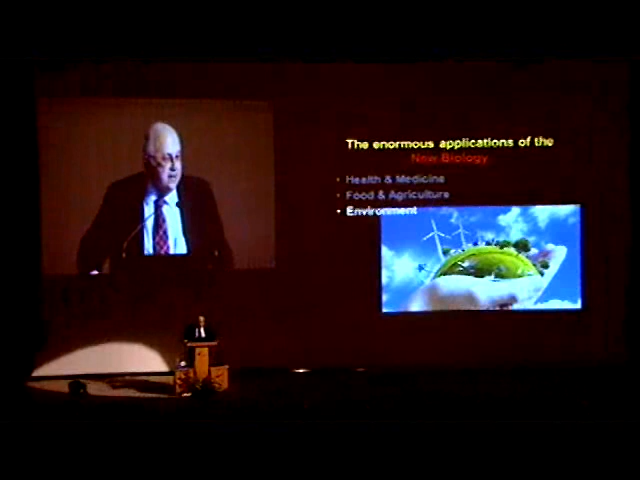 The enormous applications of the
New Biology
• Health & Medicine
• Food & Agriculture
• Environment